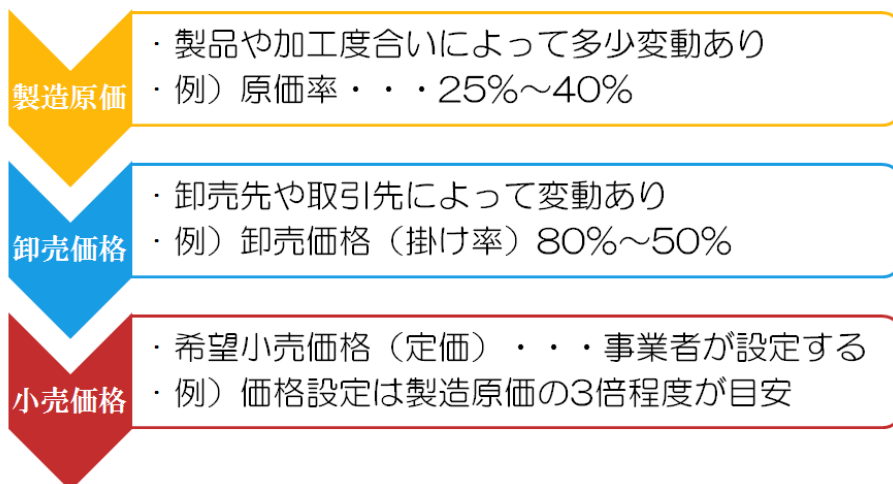 製造原価
・製品や加工度合いによって多少変動あり
・例）原価率・・・25%～40%
卸売価格
・卸売先や取引先によって変動あり
・例）卸売価格（掛け率）80%～50%
小売価格
・希望小売価格（定価）・・・事業者が設定する
・例）価格設定は製造原価の3倍程度が目安